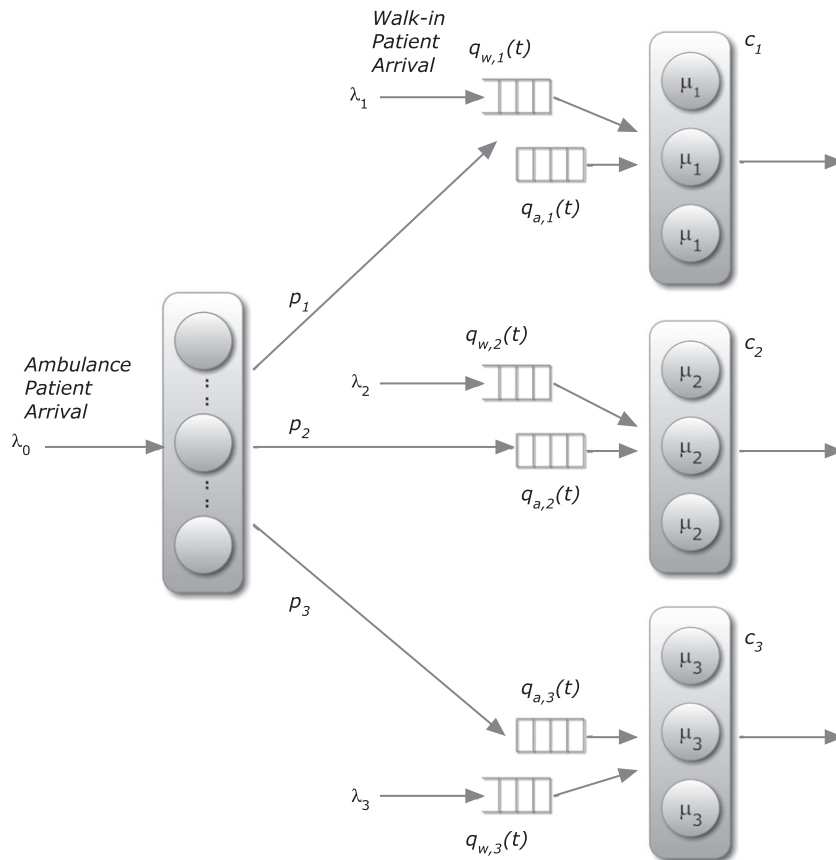 Walk-in
Patient
Arrival
q_{w,1}(t)
c_1
λ_1
μ_1
μ_1
q_{a,1}(t)
μ_1
p_1
q_{w,2}(t)
c_2
Ambulance
Patient
Arrival
λ_2
μ_2
p_2
λ_0
μ_2
q_{a,2}(t)
μ_2
p_3
c_3
μ_3
q_{a,3}(t)
μ_3
λ_3
μ_3
q_{w,3}(t)